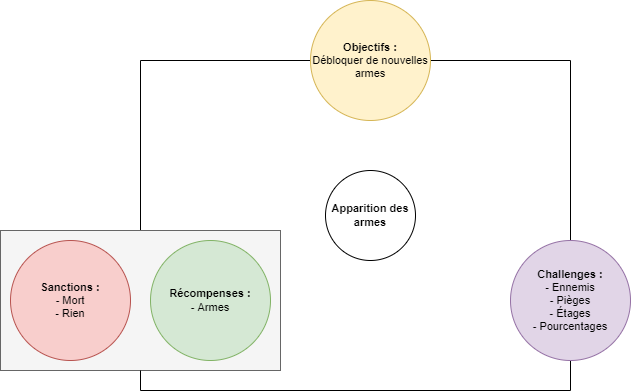 Objectifs :
Débloquer de nouvelles
armes
Apparition des
armes
Sanctions :
- Mort
- Rien
Récompenses :
- Armes
Challenges :
- Ennemis
- Pièges
- Étages
- Pourcentages